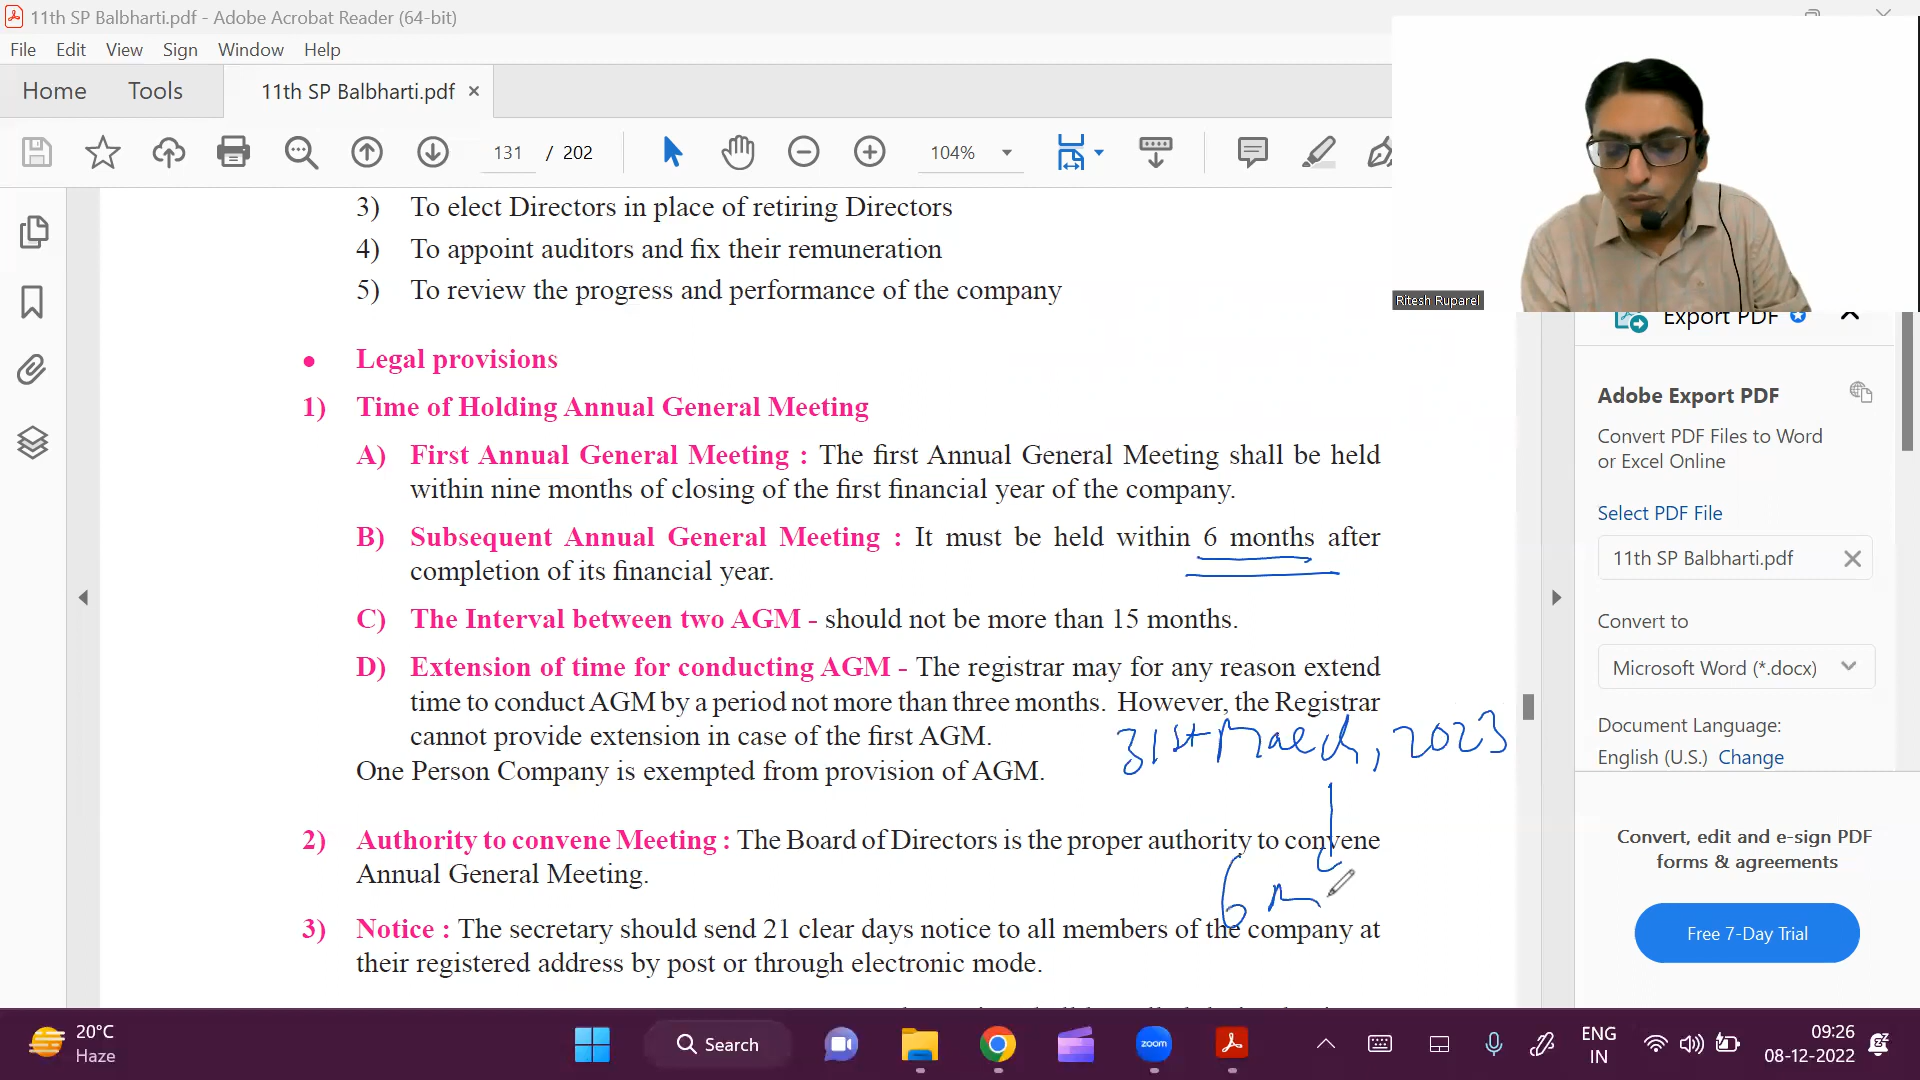 11th SP Balbharti.pdf - Adobe Acrobat Reader (64-bit)
File Edit View Sign Window Help
Home Tools 11th SP Balbharti.pdf ×
131 / 202 104%
3) To elect Directors in place of retiring Directors
4) To appoint auditors and fix their remuneration
5) To review the progress and performance of the company
• Legal provisions
1) Time of Holding Annual General Meeting
A) First Annual General Meeting : The first Annual General Meeting shall be held
within nine months of closing of the first financial year of the company.
B) Subsequent Annual General Meeting : It must be held within 6 months after
completion of its financial year.
C) The Interval between two AGM - should not be more than 15 months.
D) Extension of time for conducting AGM - The registrar may for any reason extend
time to conduct AGM by a period not more than three months. However, the Registrar
cannot provide extension in case of the first AGM.
31st March, 2023
One Person Company is exempted from provision of AGM.
2) Authority to convene Meeting : The Board of Directors is the proper authority to convene
Annual General Meeting.
6 m
3) Notice : The secretary should send 21 clear days notice to all members of the company at
their registered address by post or through electronic mode.
Ritesh Ruparel
Export PDF
Adobe Export PDF
Convert PDF Files to Word
or Excel Online
Select PDF File
11th SP Balbharti.pdf
Convert to
Microsoft Word (*.docx)
Document Language:
English (U.S.) Change
Convert, edit and e-sign PDF
forms & agreements
Free 7-Day Trial
20°C
Haze
Search
zoom
ENG
IN
09:26
08-12-2022